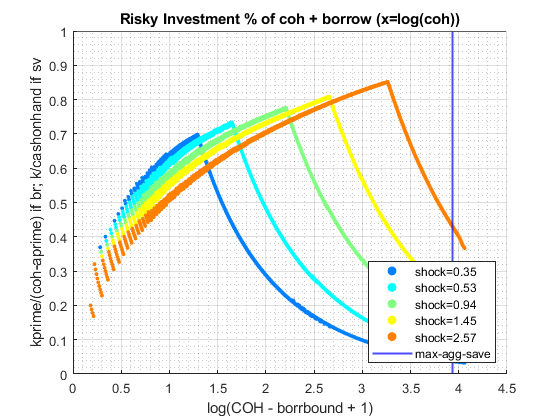 Risky Investment % of coh + borrow (x=log(coh))
kprime/(coh-aprime) if br; k/cashonhand if sv
1
0.9
0.8
0.7
0.6
0.5
0.4
0.3
0.2
0.1
0
0 0.5 1 1.5 2 2.5 3 3.5 4 4.5
log(COH - borrbound + 1)
shock=0.35
shock=0.53
shock=0.94
shock=1.45
shock=2.57
max-agg-save